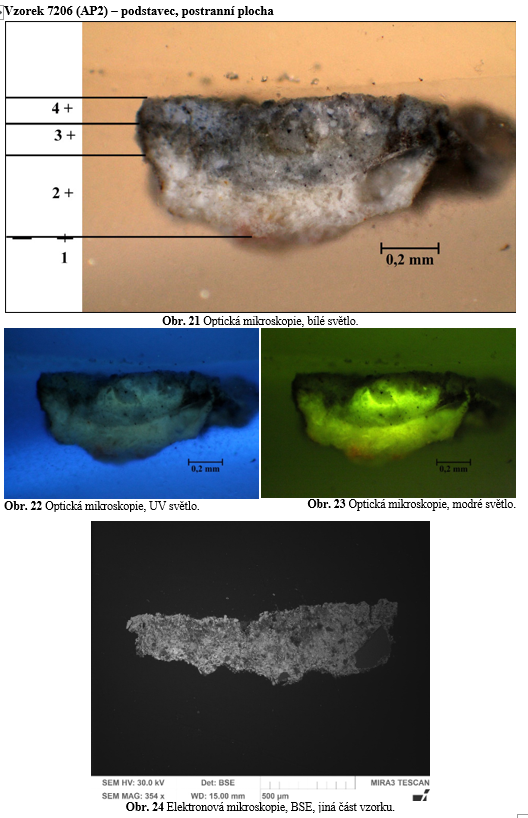 Vzorek 7206 (AP2) – podstavec, postranní plocha
4 +
3 +
2 +
1
0,2 mm
Obr. 21 Optická mikroskopie, bílé světlo.
0,2 mm
0,2 mm
Obr. 22 Optická mikroskopie, UV světlo.
Obr. 23 Optická mikroskopie, modré světlo.
SEM HV: 30.0 kV Det: BSE MIRA3 TESCAN
SEM MAG: 354 x WD: 15.00 mm 500 µm
Obr. 24 Elektronová mikroskopie, BSE, jiná část vzorku.